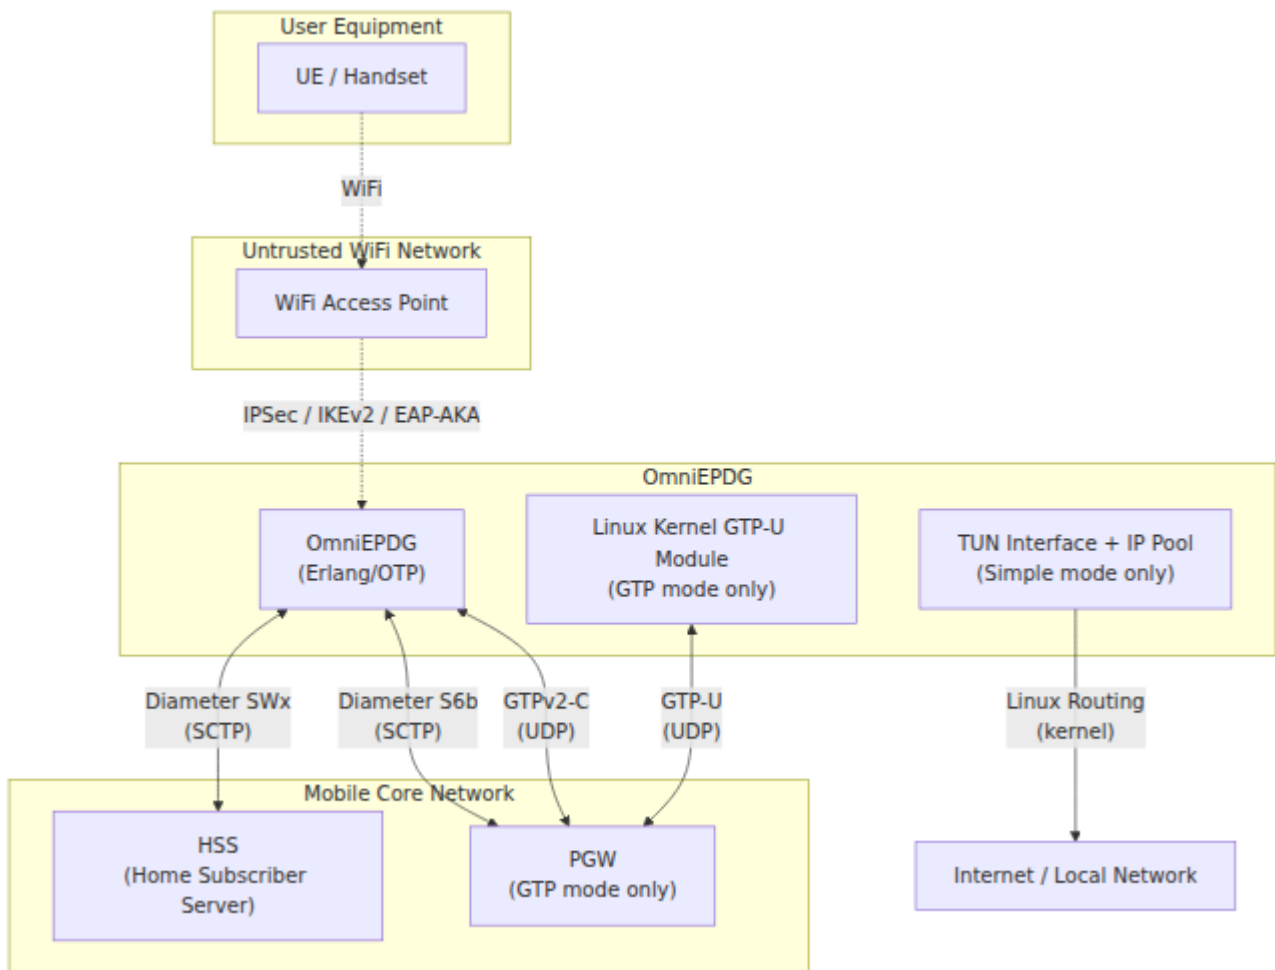 User Equipment
UE / Handset
WiFi
Untrusted WiFi Network
WiFi Access Point
IPSec / IKEv2 / EAP-AKA
OmniEPDG
OmniEPDG
(Erlang/OTP)
Linux Kernel GTP-U
Module
(GTP mode only)
TUN Interface + IP Pool
(Simple mode only)
Diameter SWx
(SCTP)
Diameter S6b
(SCTP)
GTPv2-C
(UDP)
GTP-U
(UDP)
Linux Routing
(kernel)
Mobile Core Network
HSS
(Home Subscriber
Server)
PGW
(GTP mode only)
Internet / Local Network